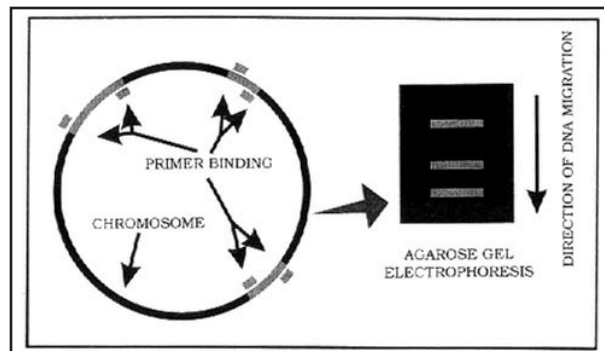 PRIMER BINDING
CHROMOSOME
AGAROSE GEL
ELECTROPHORESIS
DIRECTION OF DNA MIGRATION